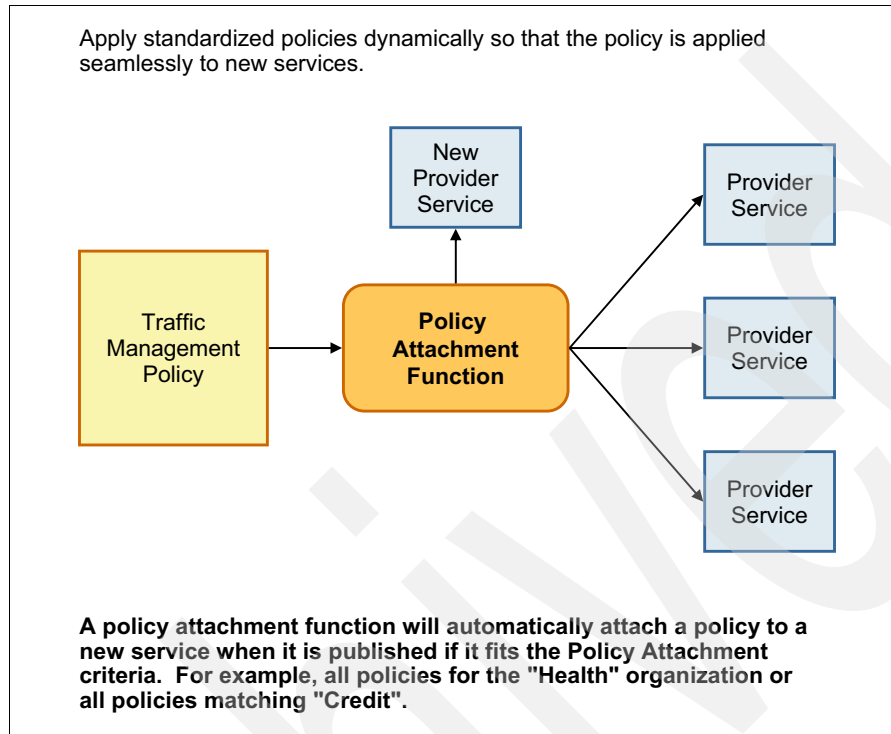 Apply standardized policies dynamically so that the policy is applied
seamlessly to new services.
New
Provider
Service
Provider
Service
Traffic
Management
Policy
Policy
Attachment
Function
Provider
Service
Provider
Service
A policy attachment function will automatically attach a policy to a
new service when it is published if it fits the Policy Attachment
criteria.  For example, all policies for the "Health" organization or
all policies matching "Credit".